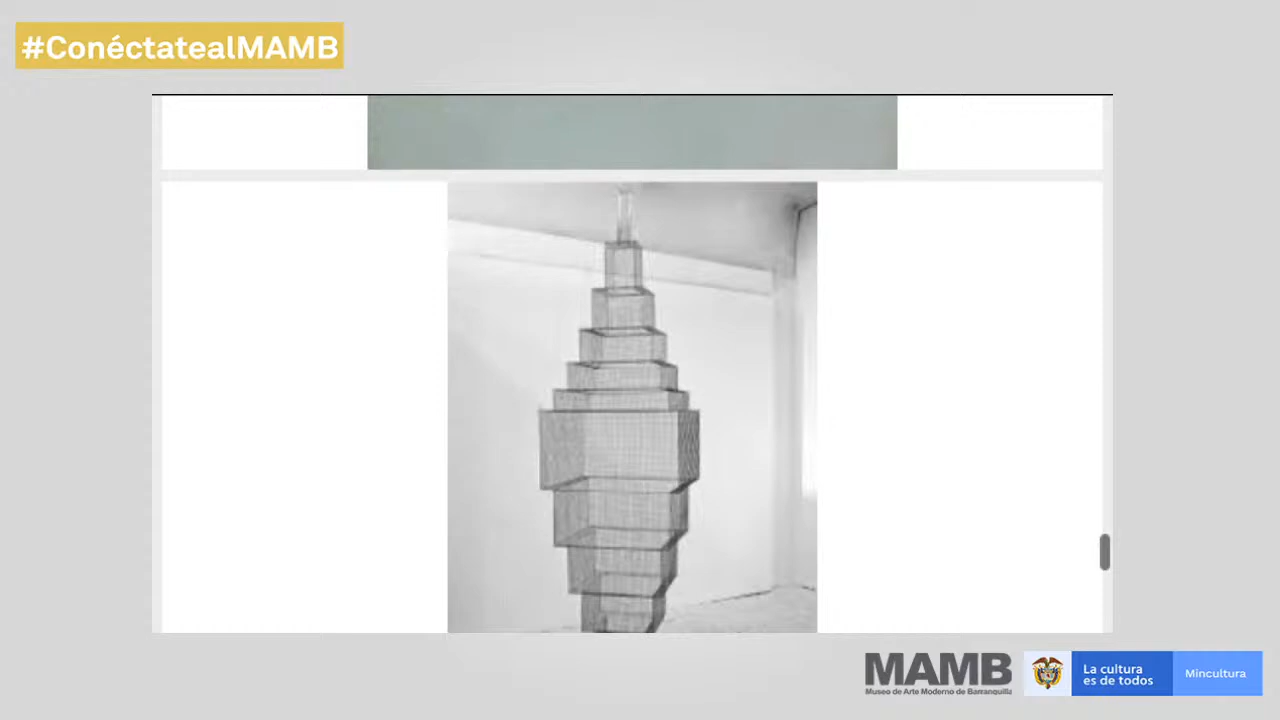 #ConéctatealMAMB
MAMB
Museo de Arte Moderno de Barranquilla
La cultura
es de todos
Mincultura